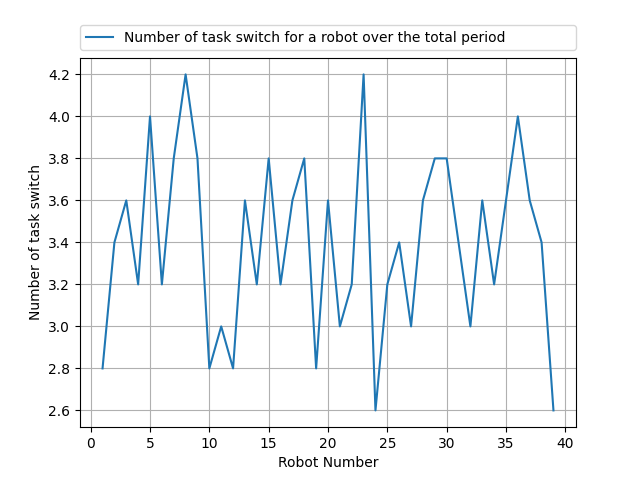 Number of task switch for a robot over the total period
4.2
4.0
3.8
3.6
3.4
3.2
3.0
2.8
2.6
Number of task switch
0 5 10 15 20 25 30 35 40
Robot Number